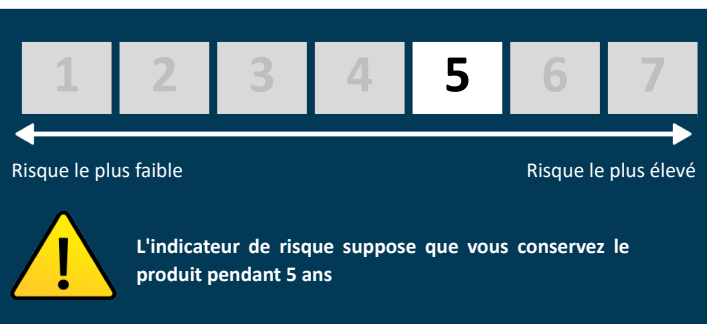 1 2 3 4 5 6 7
Risque le plus faible Risque le plus élevé
!
L'indicateur de risque suppose que vous conservez le
produit pendant 5 ans